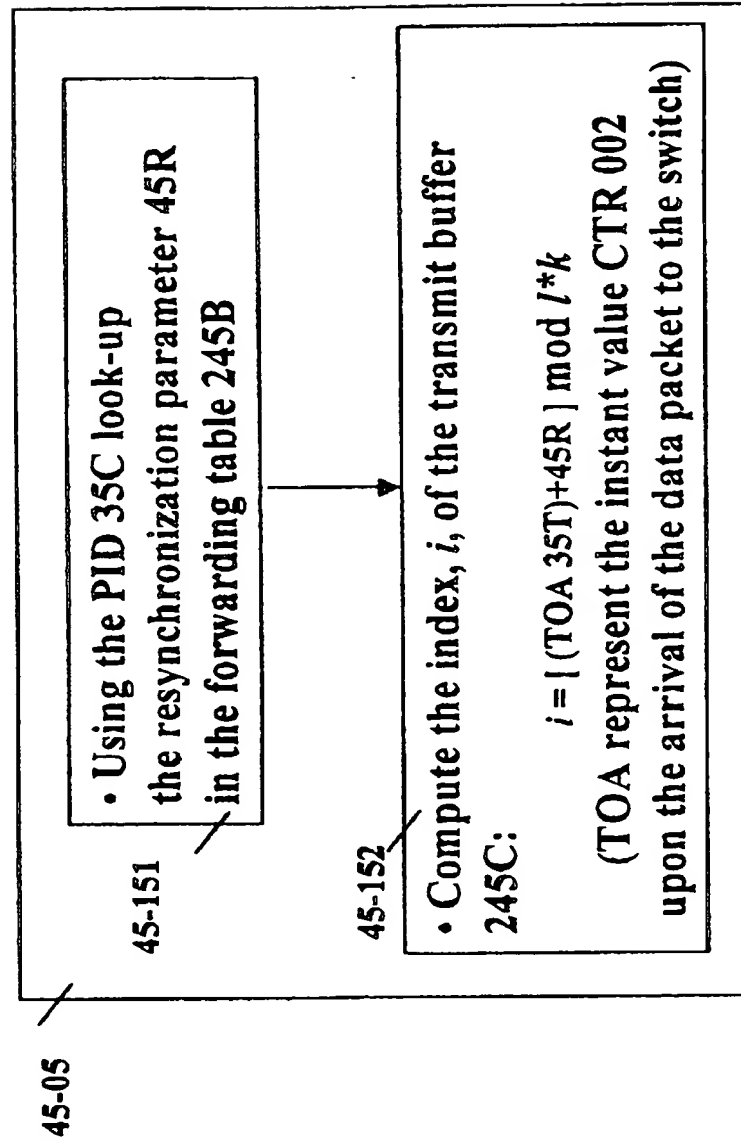 45-05
45-151
• Using the PID 35C look-up
the resynchronization parameter 45R
in the forwarding table 245B
45-152
• Compute the index, i, of the transmit buffer
245C:
i = [ (TOA 35T)+45R ] mod l*k
(TOA represent the instant value CTR 002
upon the arrival of the data packet to the switch)